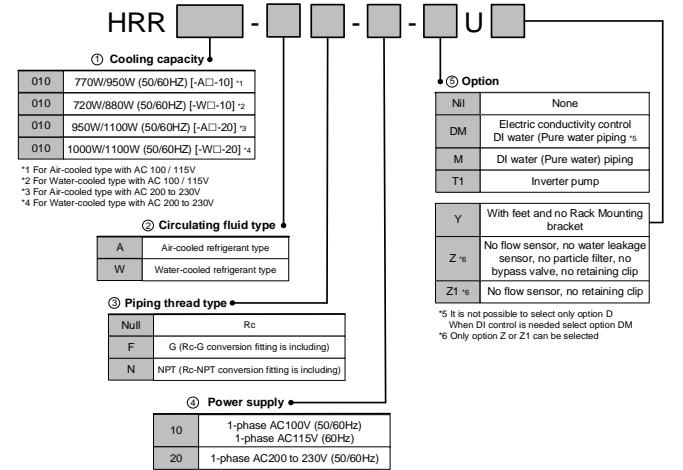 HRR - - - U
① Cooling capacity
010 770W/950W (50/60HZ) [-A□-10] *1
010 720W/880W (50/60HZ) [-W□-10] *2
010 950W/1100W (50/60HZ) [-A□-20] *3
010 1000W/1100W (50/60HZ) [-W□-20] *4
*1 For Air-cooled type with AC 100 / 115V
*2 For Water-cooled type with AC 100 / 115V
*3 For Air-cooled type with AC 200 to 230V
*4 For Water-cooled type with AC 200 to 230V
② Circulating fluid type
A Air-cooled refrigerant type
W Water-cooled refrigerant type
③ Piping thread type
Null Rc
F G (Rc-G conversion fitting is including)
N NPT (Rc-NPT conversion fitting is including)
④ Power supply
10 1-phase AC100V (50/60Hz)
1-phase AC115V (60Hz)
20 1-phase AC200 to 230V (50/60Hz)
⑤ Option
Nil None
DM Electric conductivity control
DI water (Pure water piping *5
M DI water (Pure water) piping
T1 Inverter pump
Y With feet and no Rack Mounting
bracket
Z *6 No flow sensor, no water leakage
sensor, no particle filter, no
bypass valve, no retaining clip
Z1 *6 No flow sensor, no retaining clip
*5 It is not possible to select only option D
When DI control is needed select option DM
*6 Only option Z or Z1 can be selected